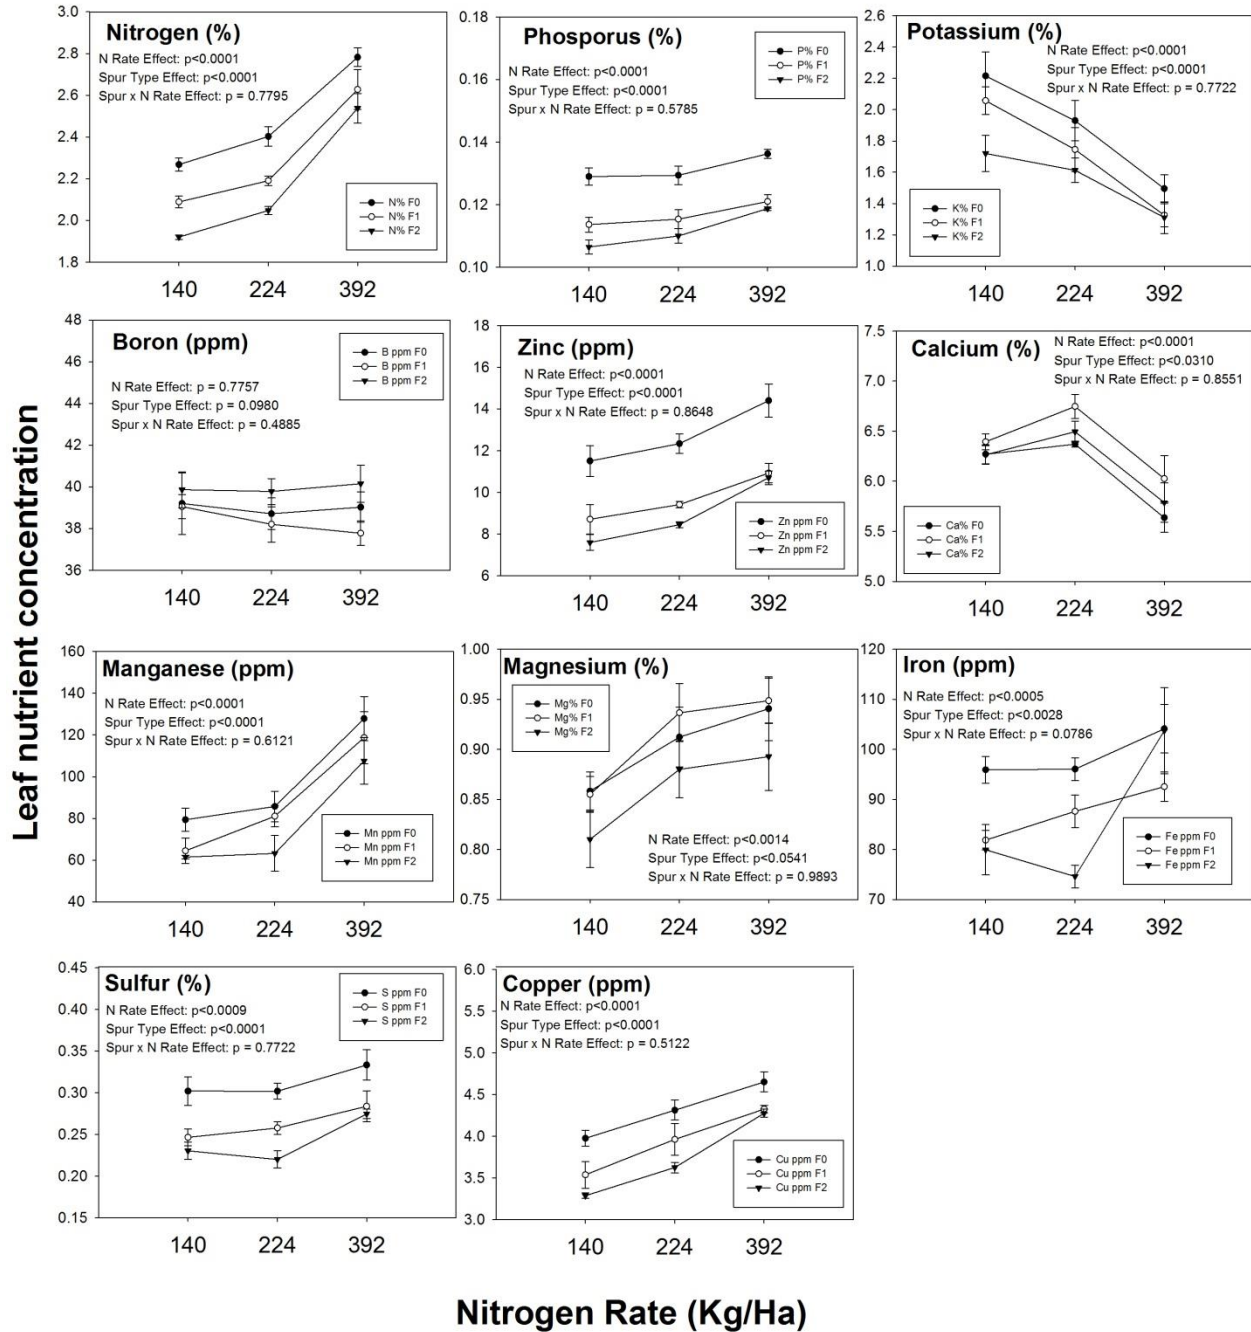 Leaf nutrient concentration
Nitrogen (%)
N Rate Effect: p<0.0001
Spur Type Effect: p<0.0001
Spur x N Rate Effect: p = 0.7795
3.0
2.8
2.6
2.4
2.2
2.0
1.8
N% F0
N% F1
N% F2
140 224 392
Phosporus (%)
N Rate Effect: p<0.0001
Spur Type Effect: p<0.0001
Spur x N Rate Effect: p = 0.5785
0.18
0.16
0.14
0.12
0.10
P% F0
P% F1
P% F2
140 224 392
Potassium (%)
N Rate Effect: p<0.0001
Spur Type Effect: p<0.0001
Spur x N Rate Effect: p = 0.7722
2.6
2.4
2.2
2.0
1.8
1.6
1.4
1.2
1.0
K% F0
K% F1
K% F2
140 224 392
Boron (ppm)
N Rate Effect: p = 0.7757
Spur Type Effect: p = 0.0980
Spur x N Rate Effect: p = 0.4885
48
46
44
42
40
38
36
B ppm F0
B ppm F1
B ppm F2
140 224 392
Zinc (ppm)
N Rate Effect: p<0.0001
Spur Type Effect: p<0.0001
Spur x N Rate Effect: p = 0.8648
18
16
14
12
10
8
6
Zn ppm F0
Zn ppm F1
Zn ppm F2
140 224 392
Calcium (%)
N Rate Effect: p<0.0001
Spur Type Effect: p<0.0310
Spur x N Rate Effect: p = 0.8551
7.5
7.0
6.5
6.0
5.5
5.0
Ca% F0
Ca% F1
Ca% F2
140 224 392
Manganese (ppm)
N Rate Effect: p<0.0001
Spur Type Effect: p<0.0001
Spur x N Rate Effect: p = 0.6121
160
140
120
100
80
60
40
Mn ppm F0
Mn ppm F1
Mn ppm F2
140 224 392
Magnesium (%)
1.00
0.95
0.90
0.85
0.80
0.75
Mg% F0
Mg% F1
Mg% F2
N Rate Effect: p<0.0014
Spur Type Effect: p<0.0541
Spur x N Rate Effect: p = 0.9893
140 224 392
Iron (ppm)
N Rate Effect: p<0.0005
Spur Type Effect: p<0.0028
Spur x N Rate Effect: p = 0.0786
120
110
100
90
80
70
Fe ppm F0
Fe ppm F1
Fe ppm F2
140 224 392
Sulfur (%)
N Rate Effect: p<0.0009
Spur Type Effect: p<0.0001
Spur x N Rate Effect: p = 0.7722
0.45
0.40
0.35
0.30
0.25
0.20
0.15
S ppm F0
S ppm F1
S ppm F2
140 224 392
Copper (ppm)
N Rate Effect: p<0.0001
Spur Type Effect: p<0.0001
Spur x N Rate Effect: p = 0.5122
6.0
5.5
5.0
4.5
4.0
3.5
3.0
Cu ppm F0
Cu ppm F1
Cu ppm F2
140 224 392
Nitrogen Rate (Kg/Ha)